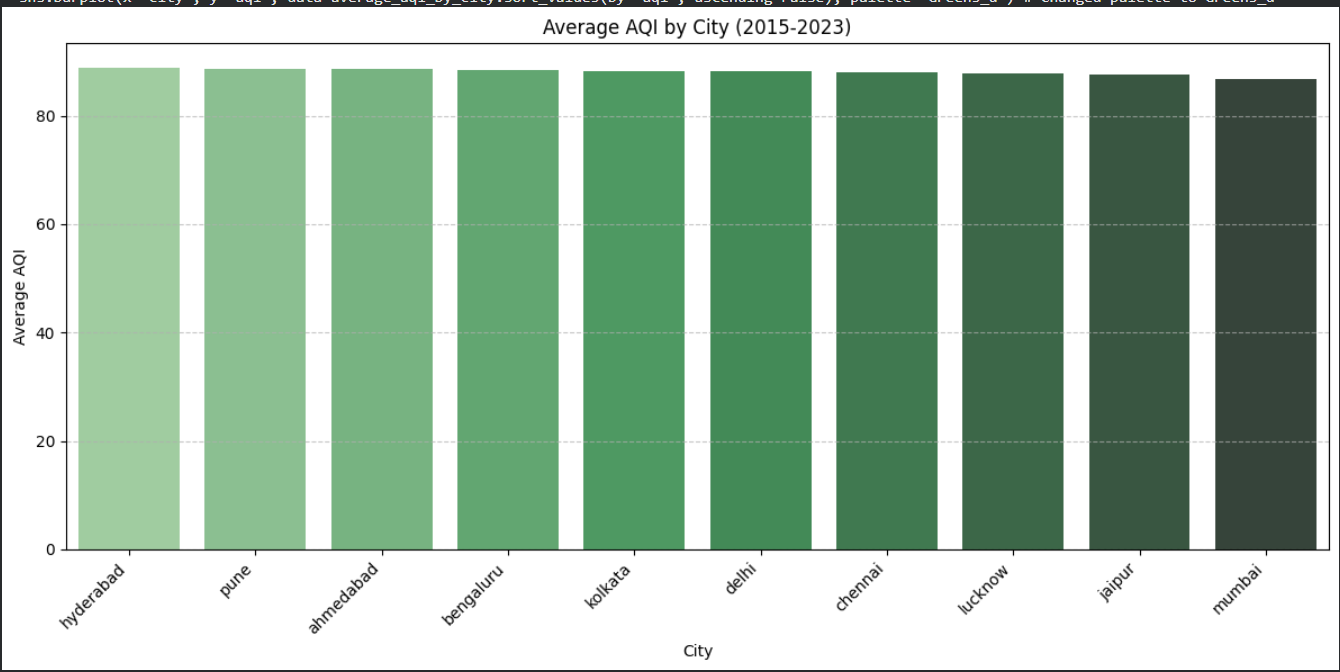 Average AQI by City (2015-2023)
Average AQI
80
60
40
20
0
hyderabad
pune
ahmedabad
bengaluru
kolkata
delhi
chennai
lucknow
jaipur
mumbai
City